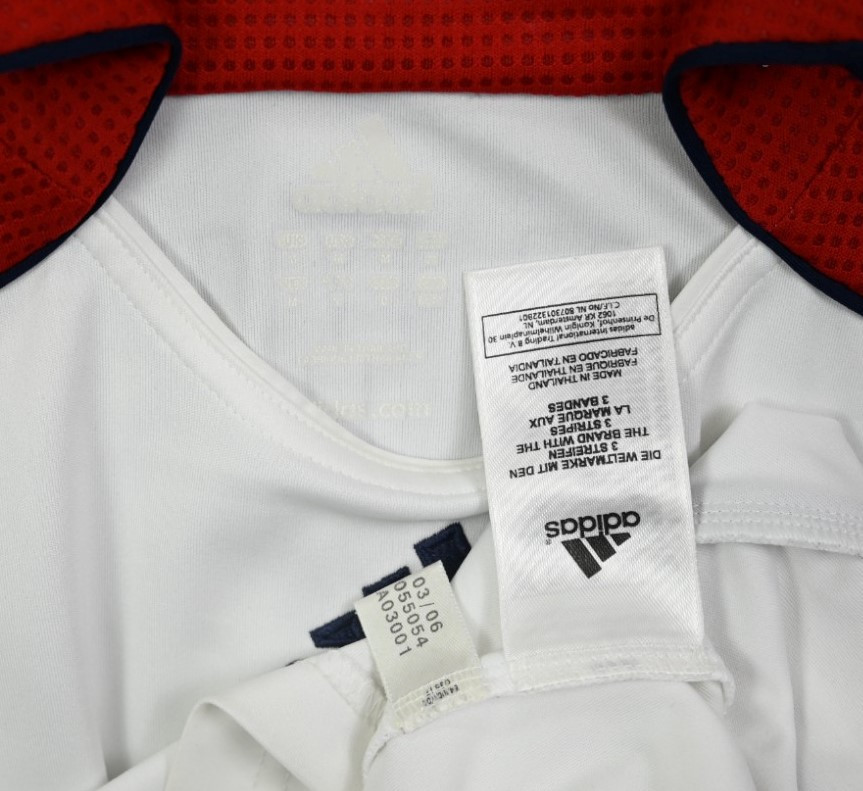 adidas
DIE WELTMARKE MIT DEN
3 STREIFEN
THE BRAND WITH THE
3 STRIPES
LA MARQUE AUX
3 BANDES
MADE IN THAILAND
FABRIQUE EN THAILANDE
FABRICADO EN TAILANDIA
adidas International Trading B.V.
De Prinsenhof, Konigin Wilhelminaplein 30
1062 KR Amsterdam, NL
C.I.F/No NL 807301322B01
03/06
055054
A03001